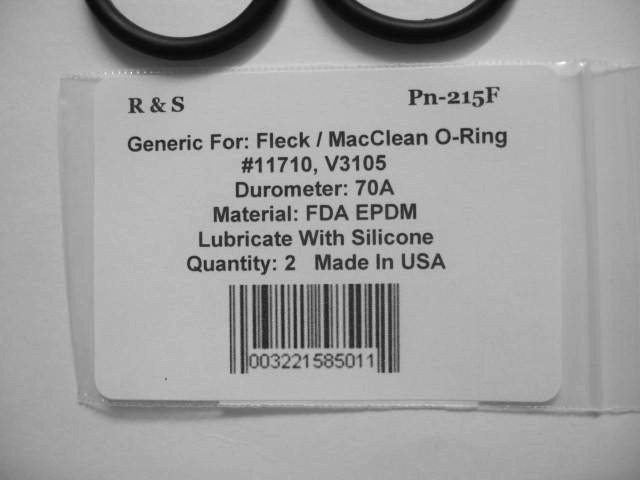 R & S Pn-215F
Generic For: Fleck / MacClean O-Ring
#11710, V3105
Durometer: 70A
Material: FDA EPDM
Lubricate With Silicone
Quantity: 2 Made In USA
003221585011